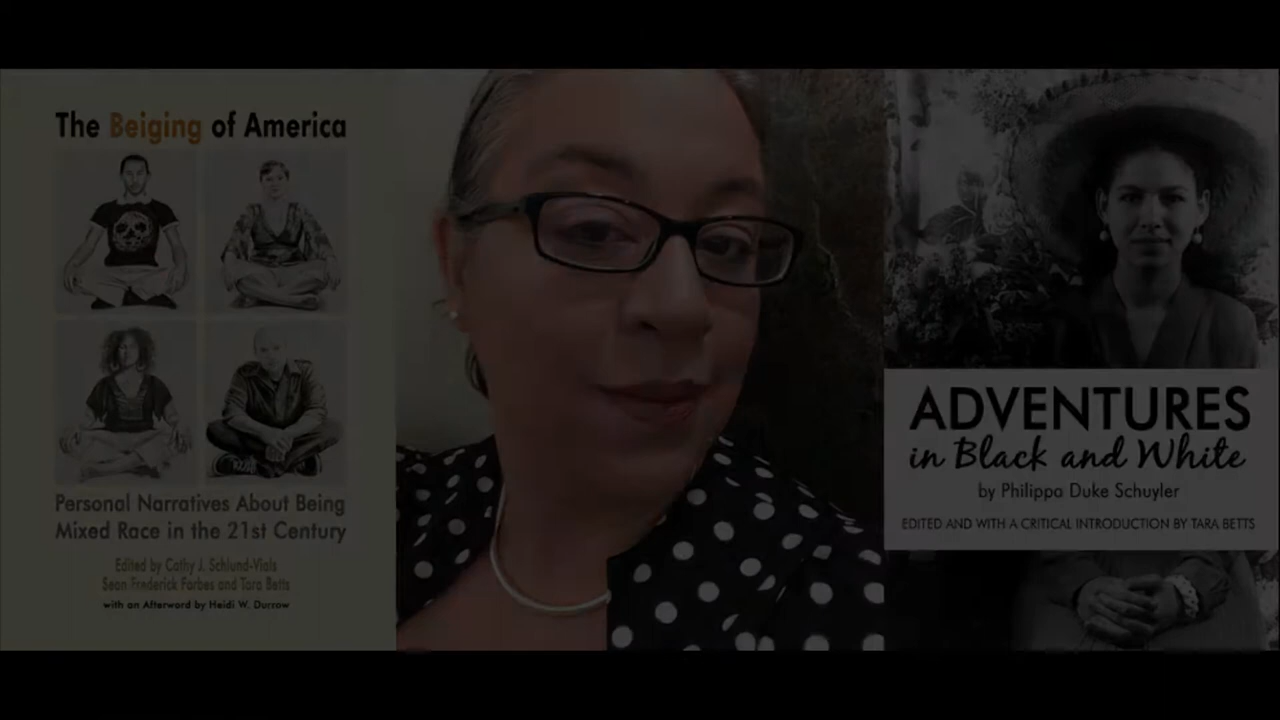 The Beiging of America
Personal Narratives About Being
Mixed Race in the 21st Century
Edited by Cathy J. Schlund-Vials
Sean Frederick Forbes and Tara Betts
with an Afterword by Heidi W. Durrow
ADVENTURES
in Black and White
by Philippa Duke Schuyler
EDITED AND WITH A CRITICAL INTRODUCTION BY TARA BETTS